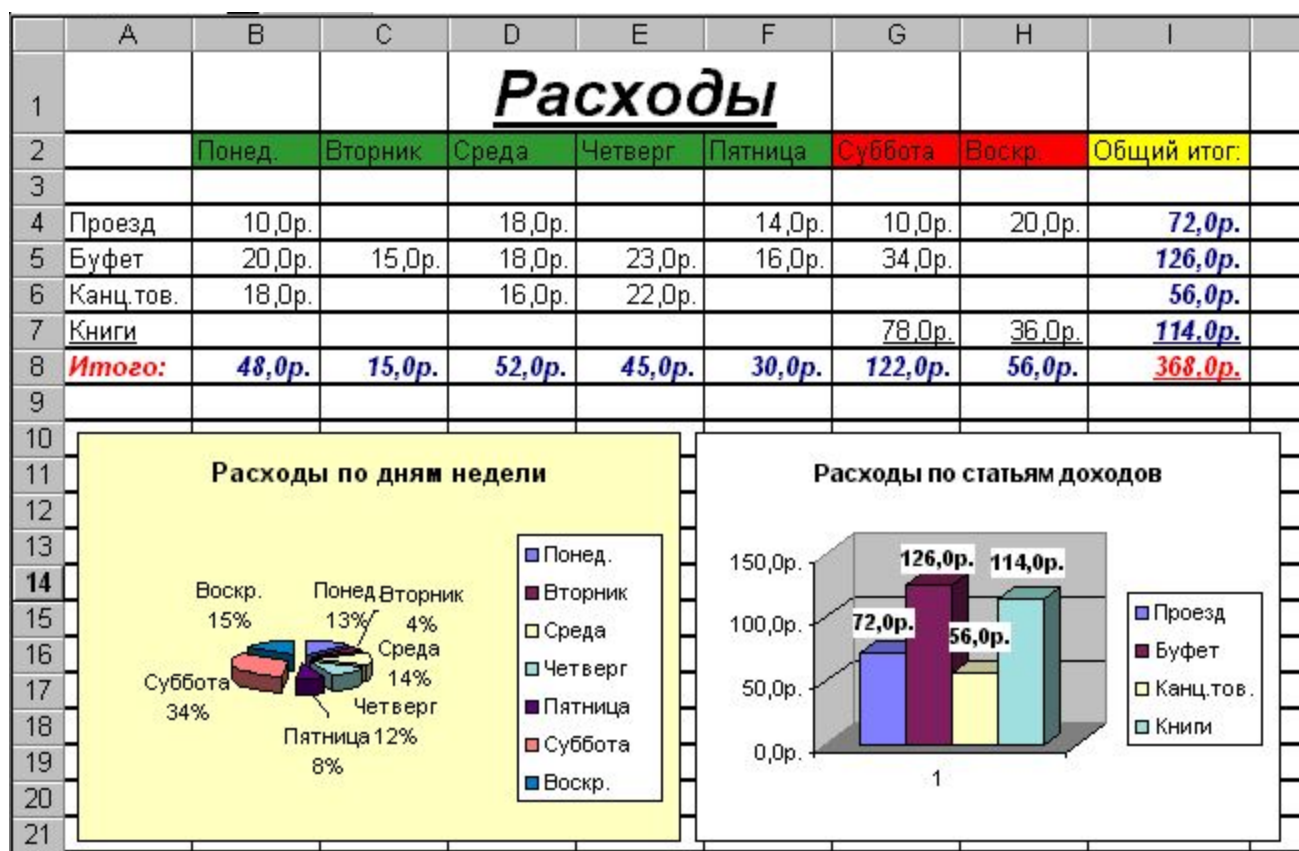 A B C D E F G H I
1 Расходы
2 Понед. Вторник Среда Четверг Пятница Суббота Воскр. Общий итог:
3
4 Проезд 10,0р. 18,0р. 14,0р. 10,0р. 20,0р. 72,0р.
5 Буфет 20,0р. 15,0р. 18,0р. 23,0р. 16,0р. 34,0р. 126,0р.
6 Канц.тов. 18,0р. 16,0р. 22,0р. 56,0р.
7 Книги 78,0р. 36,0р. 114,0р.
8 Итого: 48,0р. 15,0р. 52,0р. 45,0р. 30,0р. 122,0р. 56,0р. 368,0р.
9
10
11
12
13
14
15
16
17
18
19
20
21
Расходы по дням недели
Понед.
Вторник
Среда
Четверг
Пятница
Суббота
Воскр.
Воскр.
15%
Понед.
13%
Вторник
4%
Среда
14%
Четверг
12%
Пятница
8%
Суббота
34%
Расходы по статьям доходов
150,0р.
100,0р.
50,0р.
0,0р.
72,0р.
126,0р.
56,0р.
114,0р.
1
Проезд
Буфет
Канц.тов.
Книги